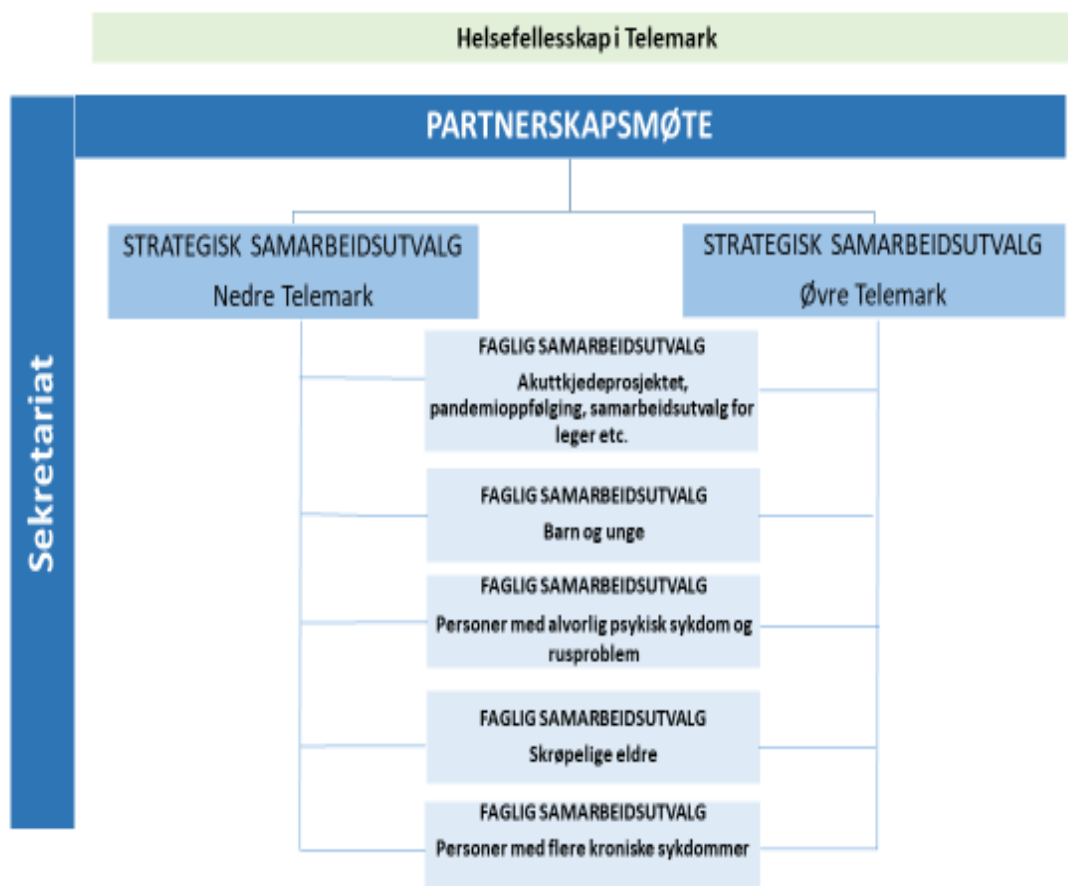 Helsefellesskap i Telemark
PARTNERSKAPSMØTE
Sekretariat
STRATEGISK SAMARBEIDSUTVALG
Nedre Telemark
STRATEGISK SAMARBEIDSUTVALG
Øvre Telemark
FAGLIG SAMARBEIDSUTVALG
Akuttkjedeprosjektet,
pandemioppfølging, samarbeidsutvalg for
leger etc.
FAGLIG SAMARBEIDSUTVALG
Barn og unge
FAGLIG SAMARBEIDSUTVALG
Personer med alvorlig psykisk sykdom og
rusproblem
FAGLIG SAMARBEIDSUTVALG
Skrøpelige eldre
FAGLIG SAMARBEIDSUTVALG
Personer med flere kroniske sykdommer